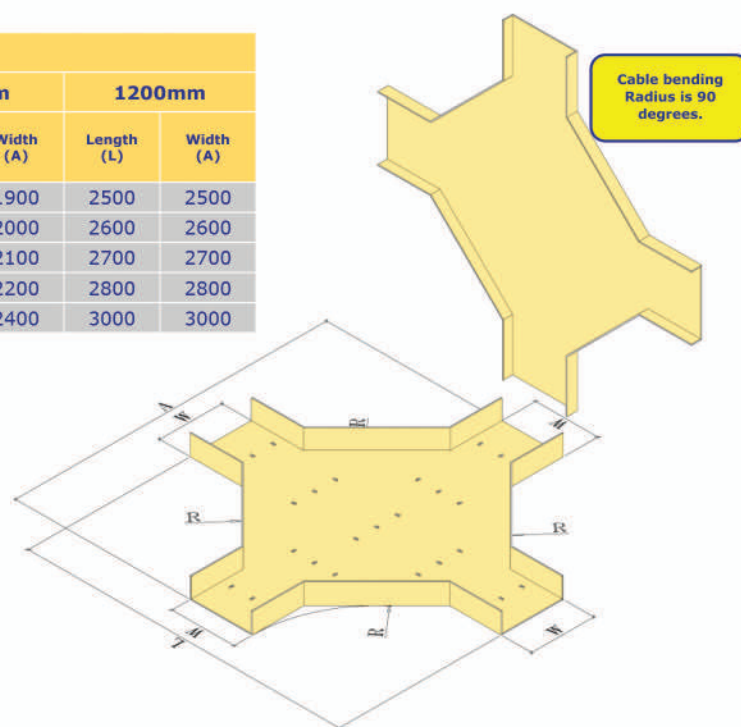 m 1200mm
Width (A) Length (L) Width (A)
1900 2500 2500
2000 2600 2600
2100 2700 2700
2200 2800 2800
2400 3000 3000
Cable bending
Radius is 90
degrees.
A
W
R
W
R
R
W
L
R
W